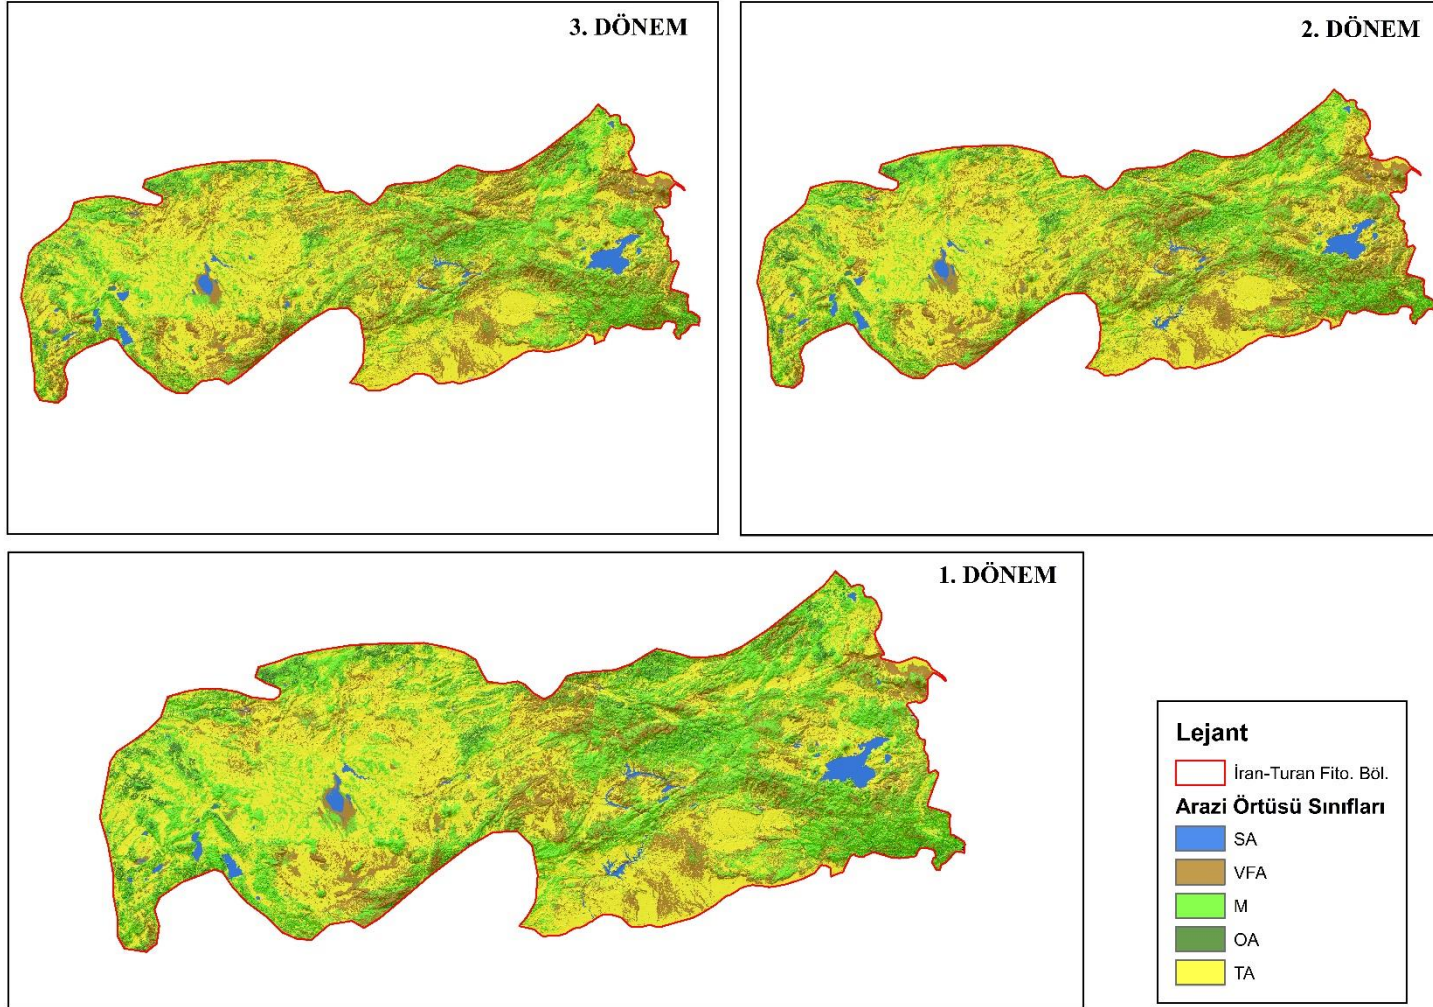 3. DÖNEM
2. DÖNEM
1. DÖNEM
Lejant
İran-Turan Fito. Böl.
Arazi Örtüsü Sınıfları
SA
VFA
M
OA
TA